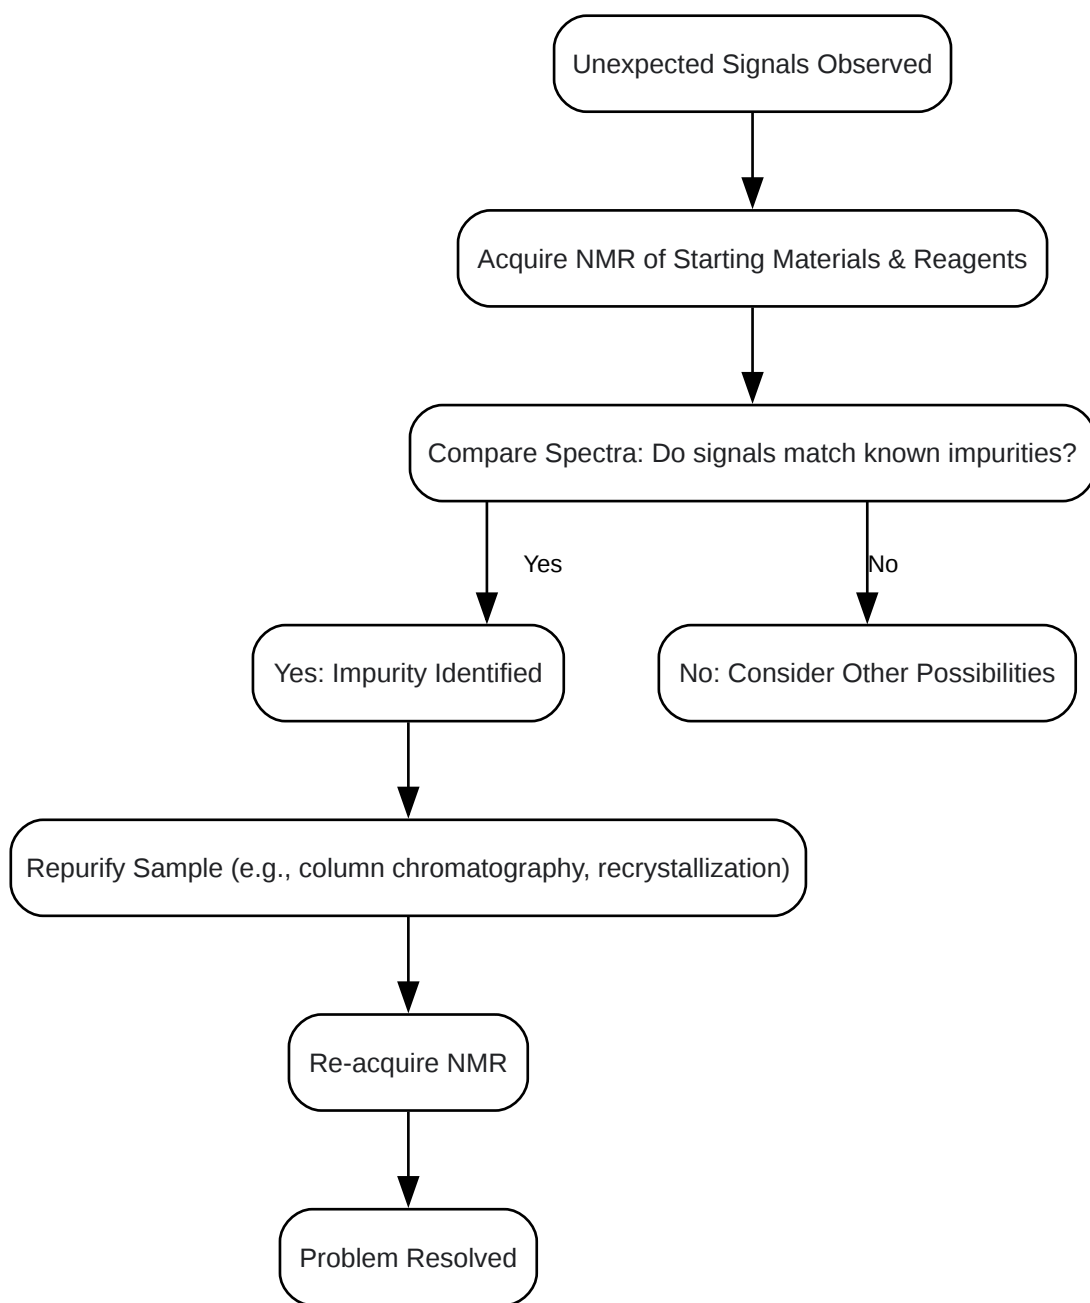 Unexpected Signals Observed
Acquire NMR of Starting Materials & Reagents
Compare Spectra: Do signals match known impurities?
Yes
No
Yes: Impurity Identified
No: Consider Other Possibilities
Repurify Sample (e.g., column chromatography, recrystallization)
Re-acquire NMR
Problem Resolved